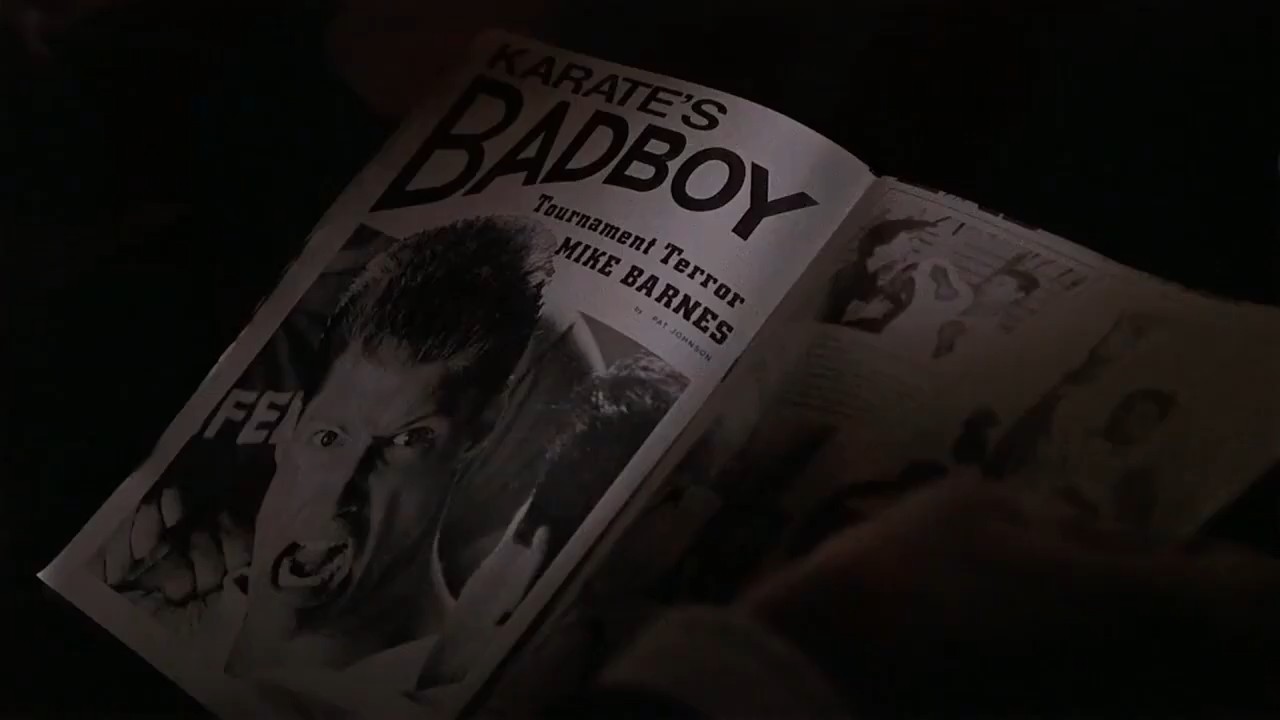 KARATE'S
BADBOY
Tournament Terror
MIKE BARNES
by PAT JOHNSON
FE